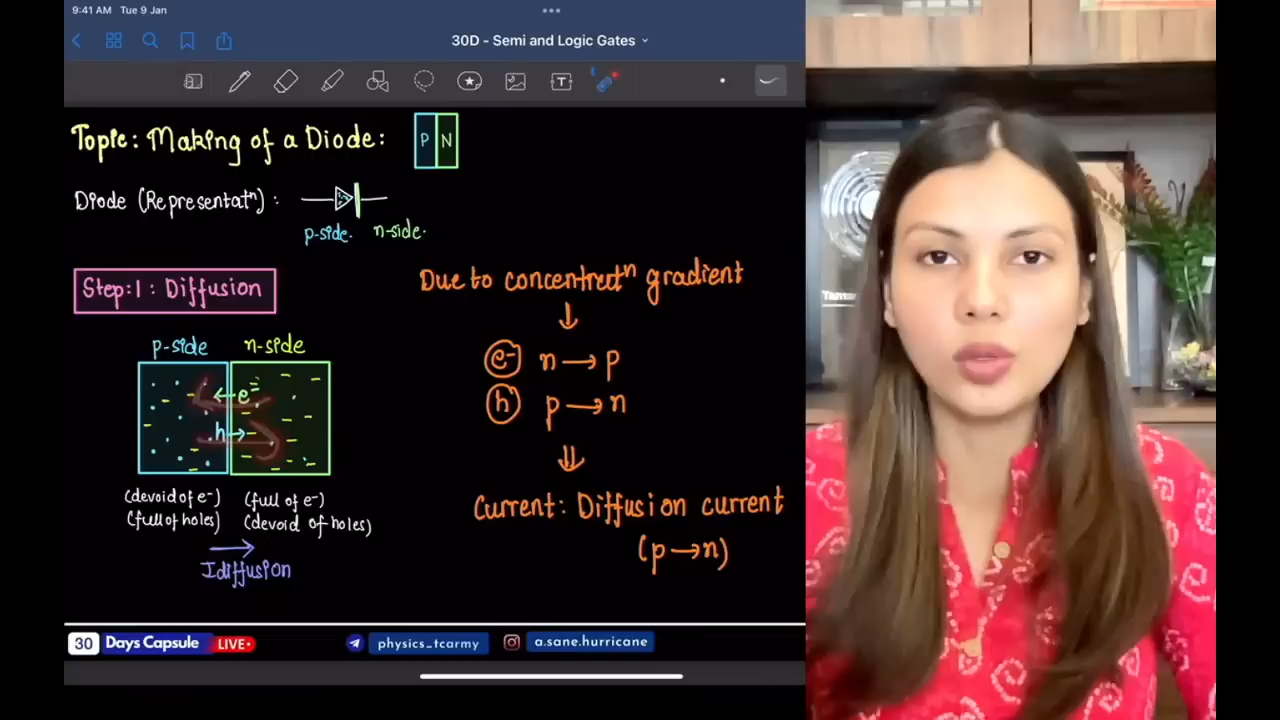 9:41 AM Tue 9 Jan
30D - Semi and Logic Gates
Topic: Making of a Diode:
P N
Diode (Representatⁿ) :
p-side. n-side.
Step:1 : Diffusion
p-side n-side
←e⁻
h→
(devoid of e⁻) (full of e⁻)
(full of holes) (devoid of holes)
→
Idiffusion
Due to concentratⁿ gradient
↓
e⁻ n → p
h p → n
⇓
Current: Diffusion current
(p → n)
30 Days Capsule LIVE
physics_tcarmy
a.sane.hurricane